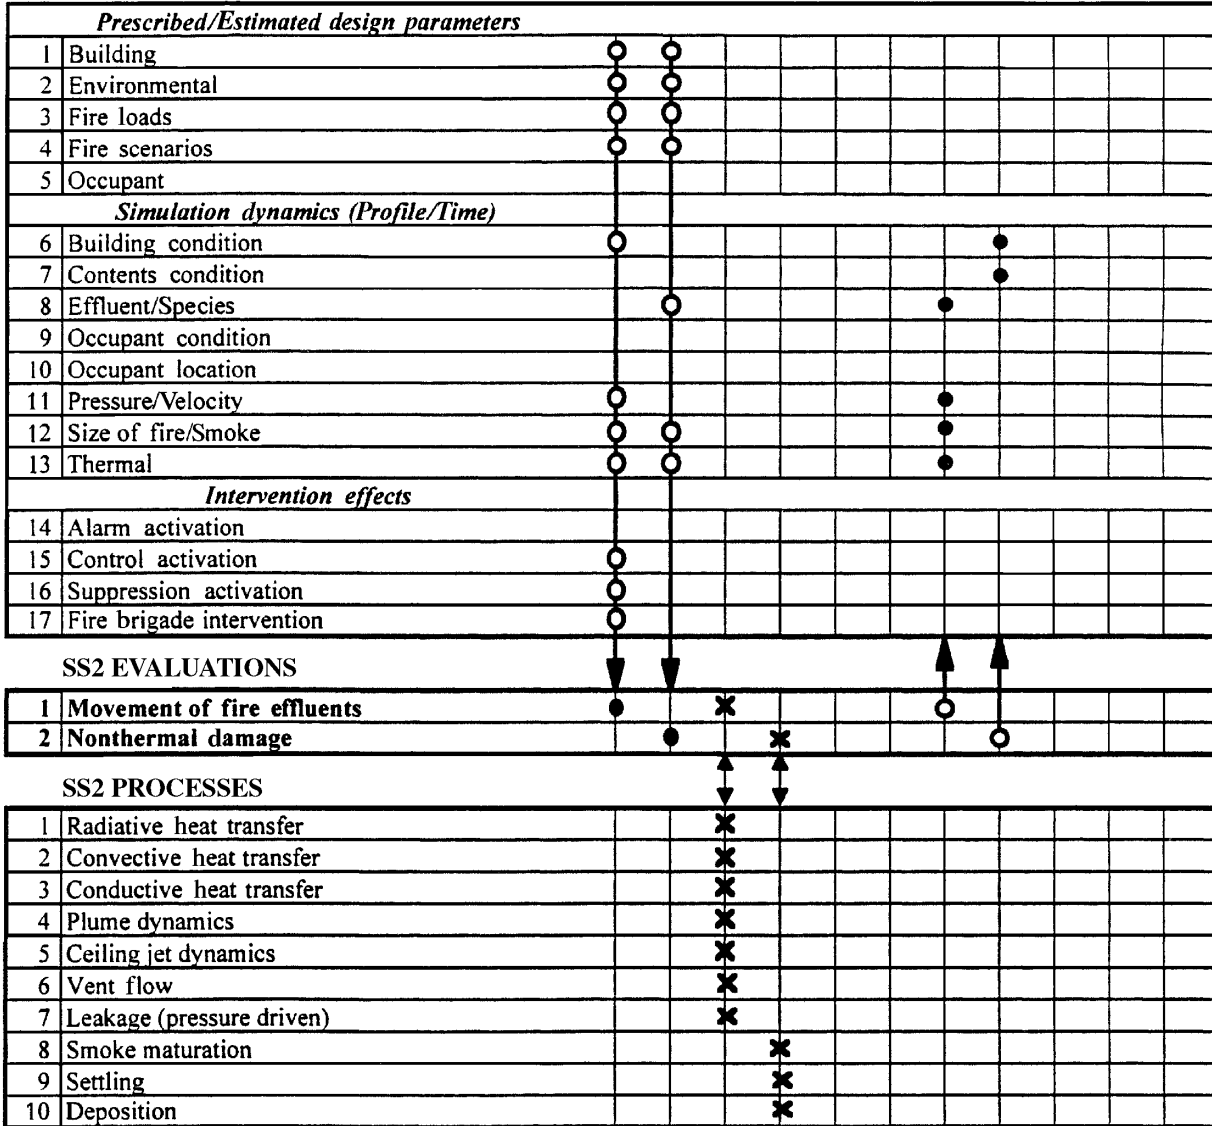 Prescribed/Estimated design parameters
1 Building
2 Environmental
3 Fire loads
4 Fire scenarios
5 Occupant
Simulation dynamics (Profile/Time)
6 Building condition
7 Contents condition
8 Effluent/Species
9 Occupant condition
10 Occupant location
11 Pressure/Velocity
12 Size of fire/Smoke
13 Thermal
Intervention effects
14 Alarm activation
15 Control activation
16 Suppression activation
17 Fire brigade intervention
SS2 EVALUATIONS
1 Movement of fire effluents
2 Nonthermal damage
SS2 PROCESSES
1 Radiative heat transfer
2 Convective heat transfer
3 Conductive heat transfer
4 Plume dynamics
5 Ceiling jet dynamics
6 Vent flow
7 Leakage (pressure driven)
8 Smoke maturation
9 Settling
10 Deposition